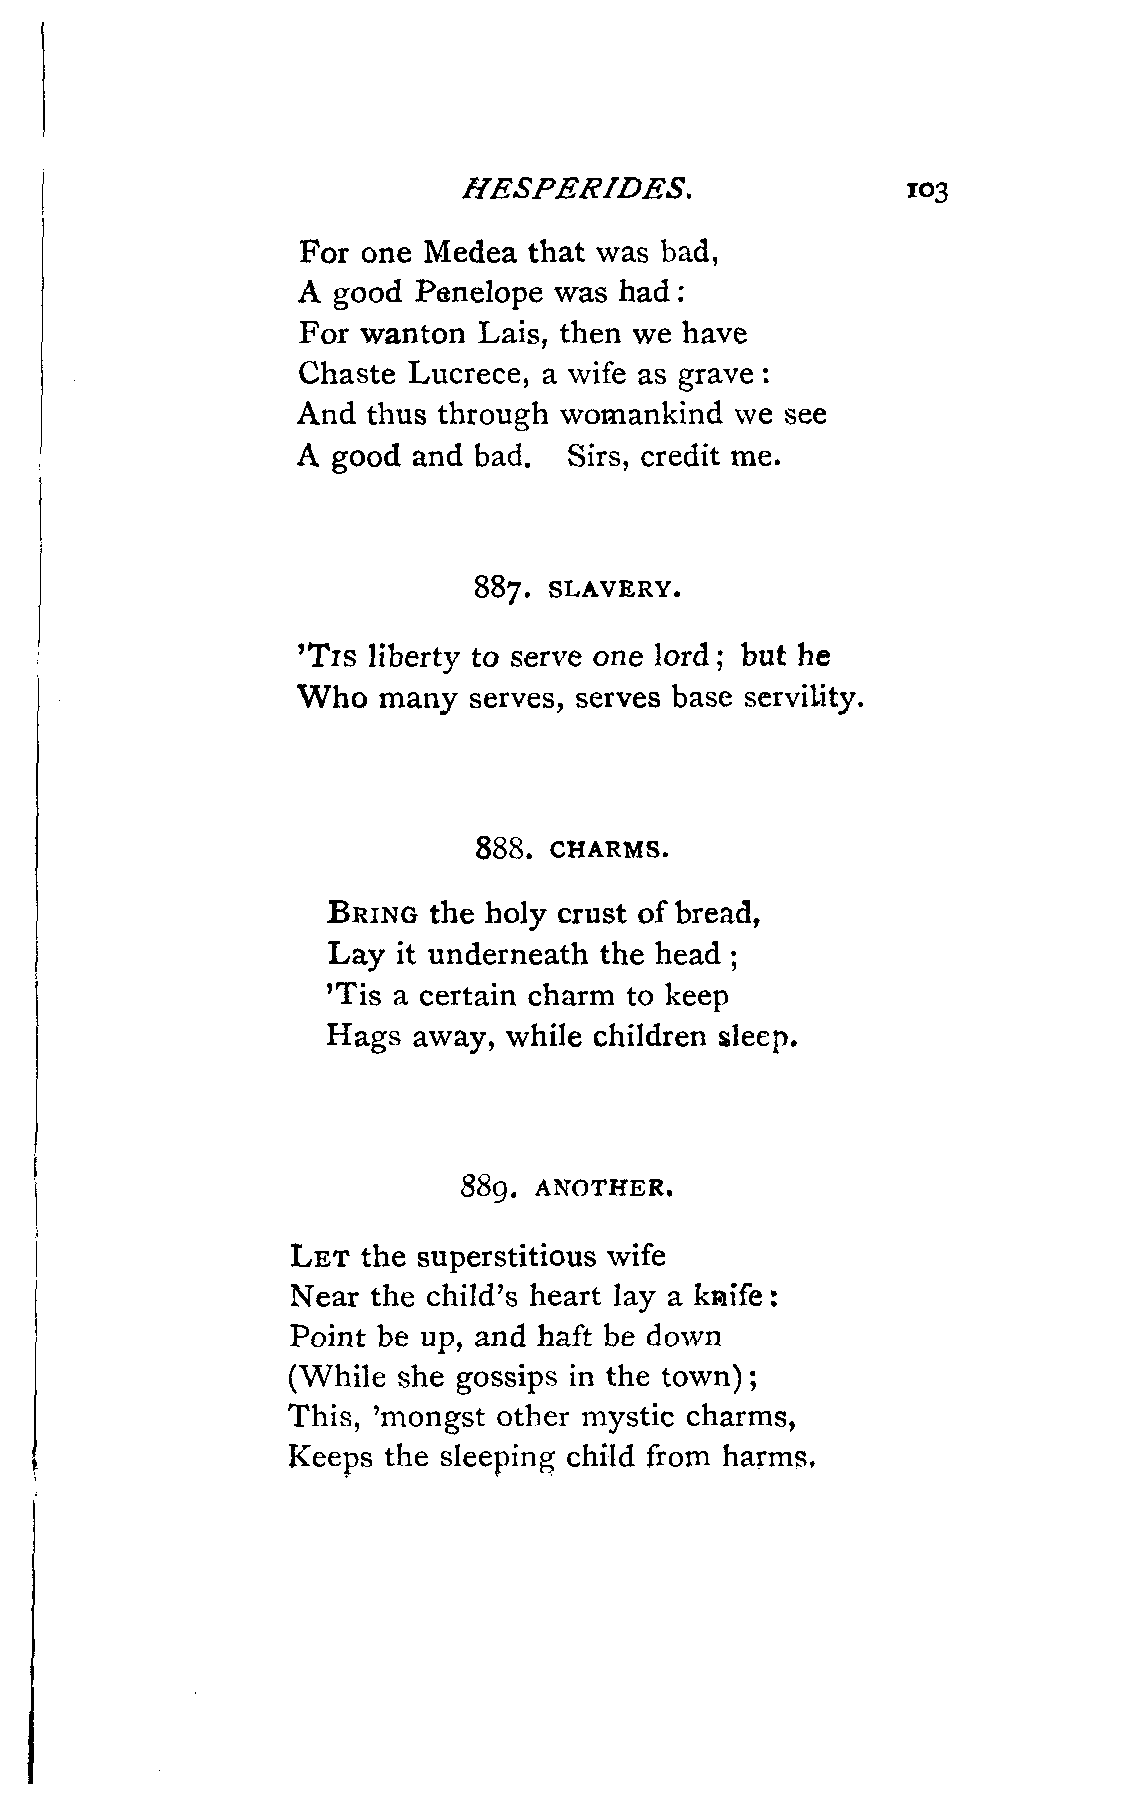 HESPERIDES. 103
For one Medea that was bad,
A good Penelope was had:
For wanton Lais, then we have
Chaste Lucrece, a wife as grave:
And thus through womankind we see
A good and bad. Sirs, credit me.
887. SLAVERY.
'TIS liberty to serve one lord; but he
Who many serves, serves base servility.
888. CHARMS.
BRING the holy crust of bread,
Lay it underneath the head;
'Tis a certain charm to keep
Hags away, while children sleep.
889. ANOTHER.
LET the superstitious wife
Near the child's heart lay a knife:
Point be up, and haft be down
(While she gossips in the town);
This, 'mongst other mystic charms,
Keeps the sleeping child from harms.